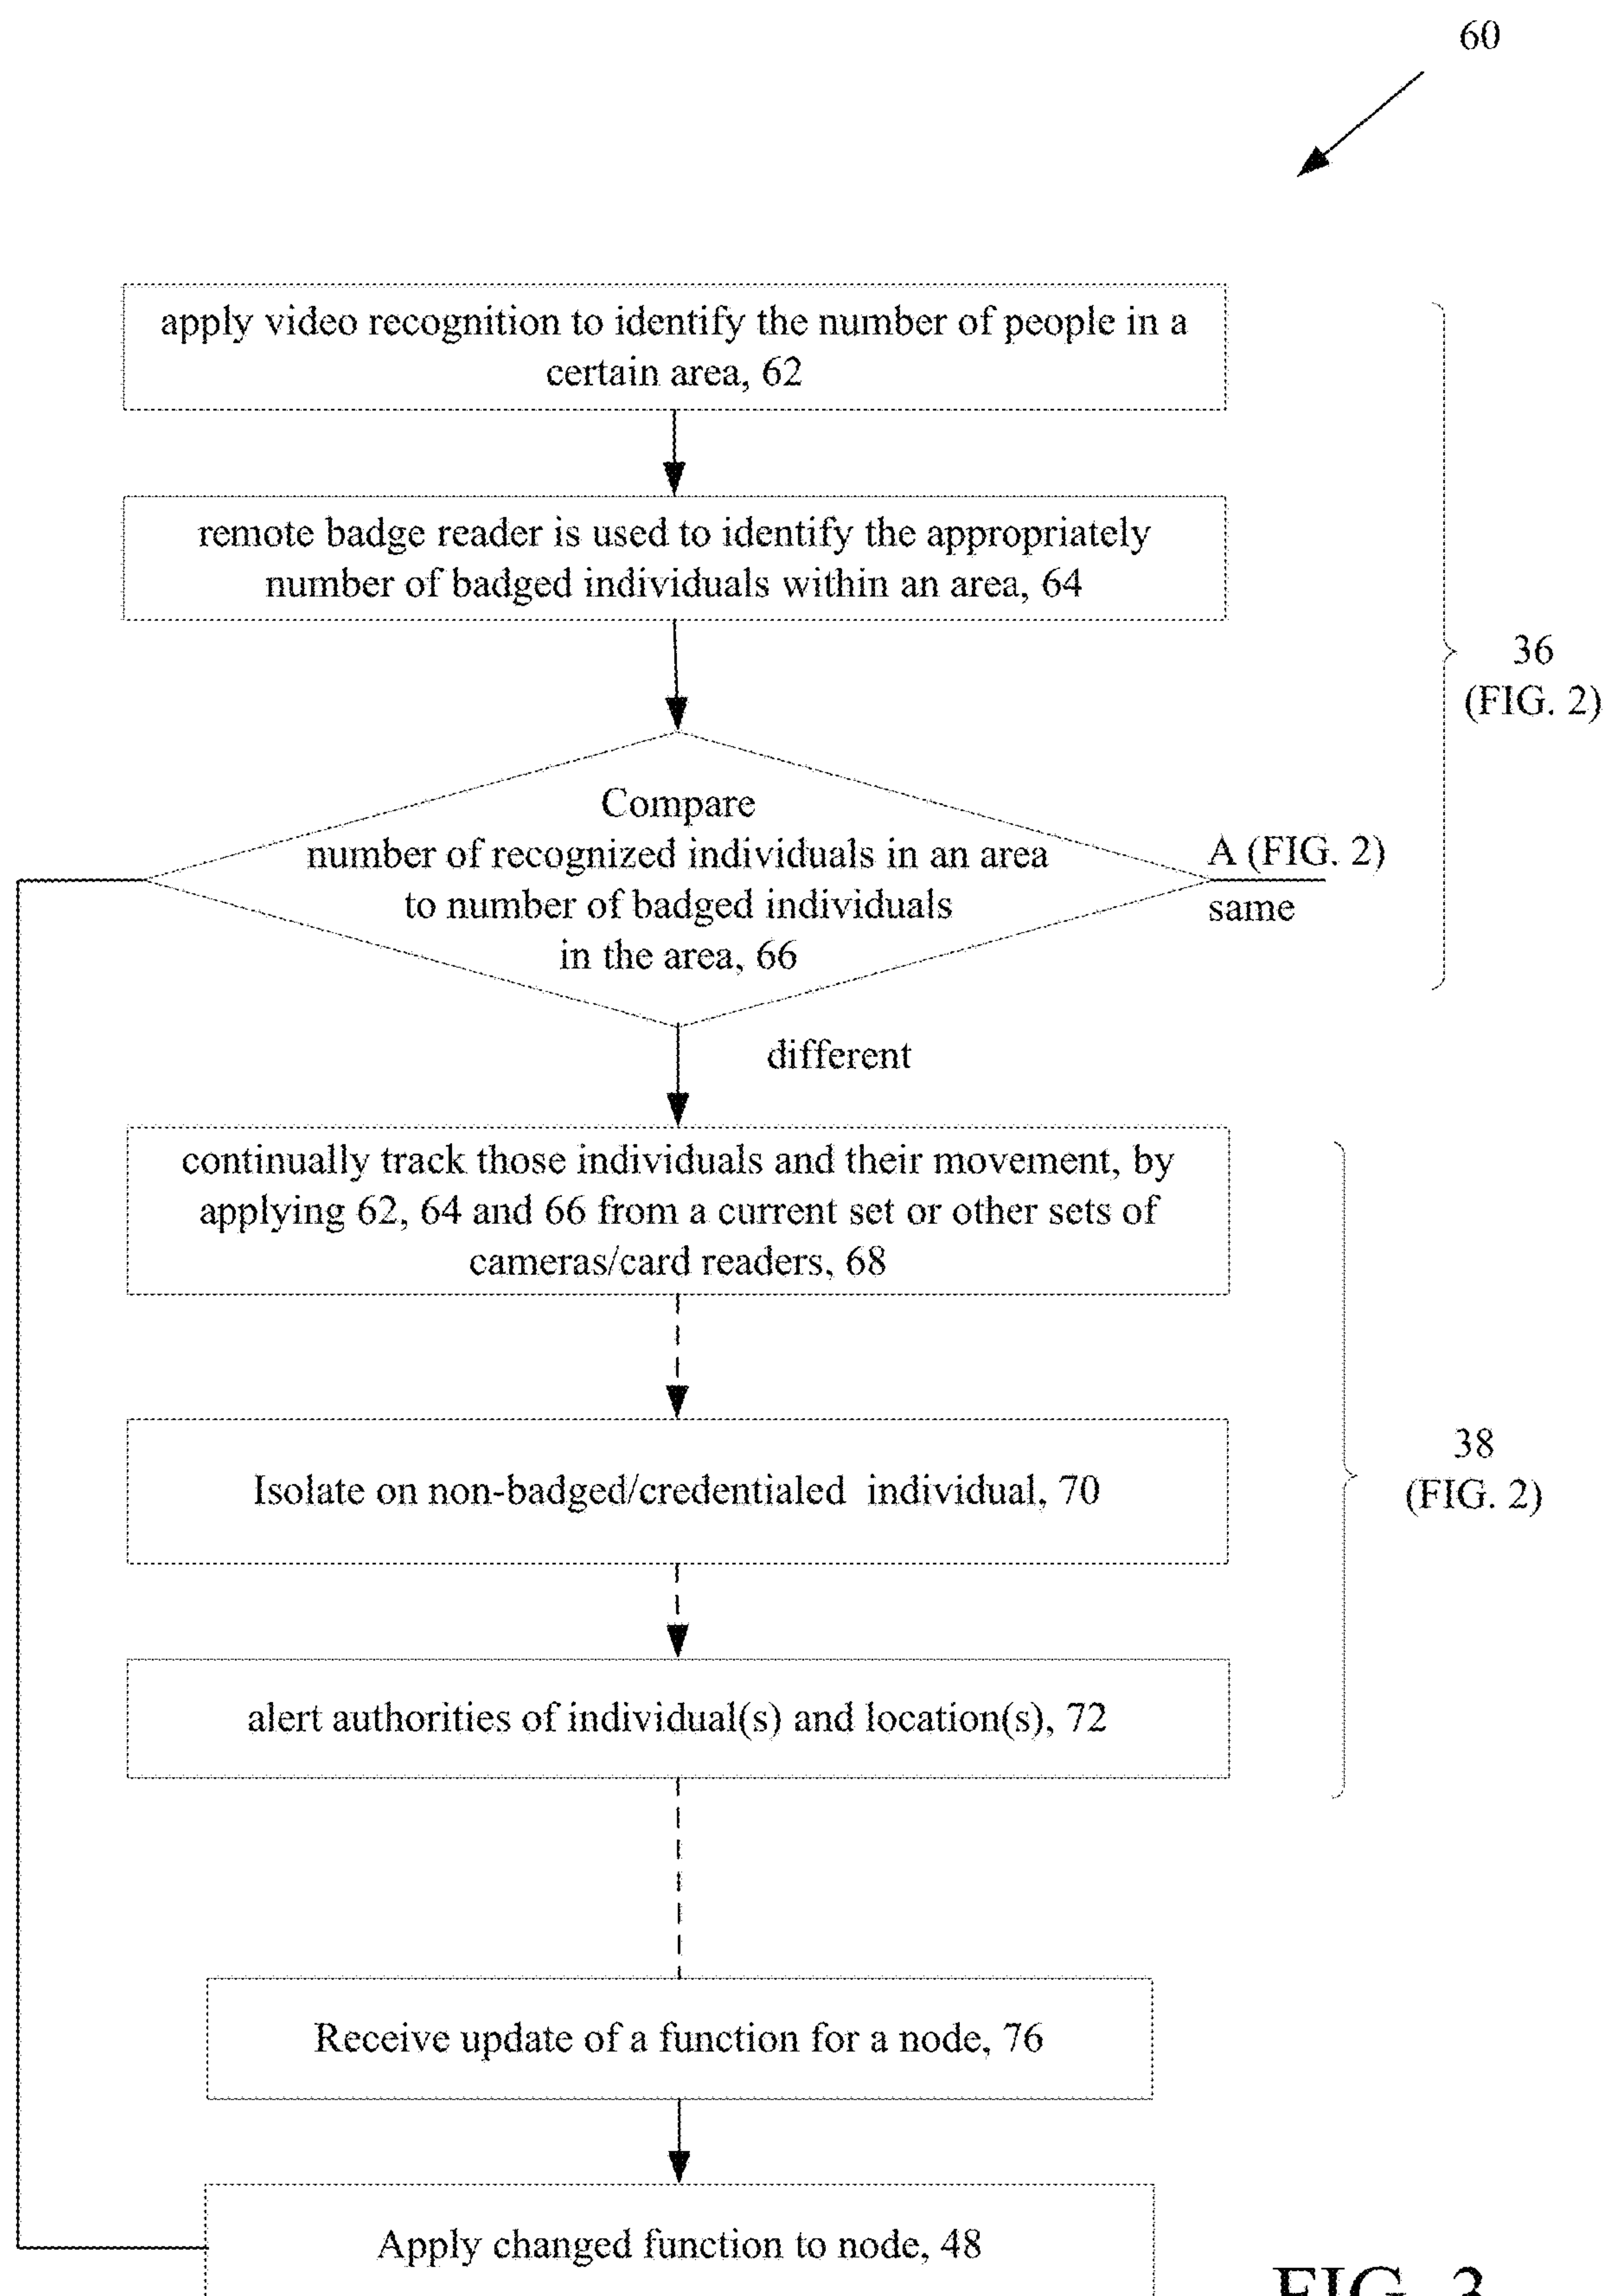 60
apply video recognition to identify the number of people in a
certain area, 62
remote badge reader is used to identify the appropriately
number of badged individuals within an area, 64
36
(FIG. 2)
Compare
number of recognized individuals in an area
to number of badged individuals
in the area, 66
A (FIG. 2)
same
different
continually track those individuals and their movement, by
applying 62, 64 and 66 from a current set or other sets of
cameras/card readers, 68
Isolate on non-badged/credentialed individual, 70
38
(FIG. 2)
alert authorities of individual(s) and location(s), 72
Receive update of a function for a node, 76
Apply changed function to node, 48
FIG. 3